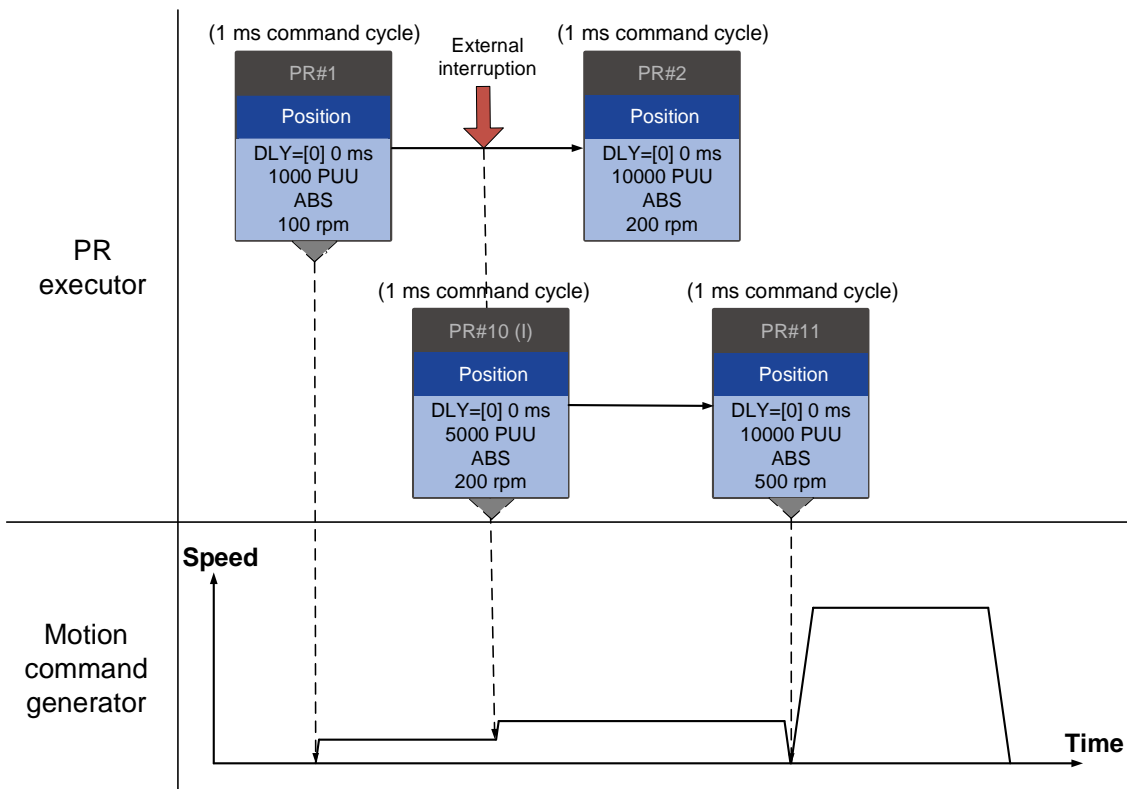 (1 ms command cycle)
External
interruption
(1 ms command cycle)
PR#1
Position
DLY=[0] 0 ms
1000 PUU
ABS
100 rpm
PR#2
Position
DLY=[0] 0 ms
10000 PUU
ABS
200 rpm
PR
executor
(1 ms command cycle)
PR#10 (I)
Position
DLY=[0] 0 ms
5000 PUU
ABS
200 rpm
(1 ms command cycle)
PR#11
Position
DLY=[0] 0 ms
10000 PUU
ABS
500 rpm
Motion
command
generator
Speed
Time